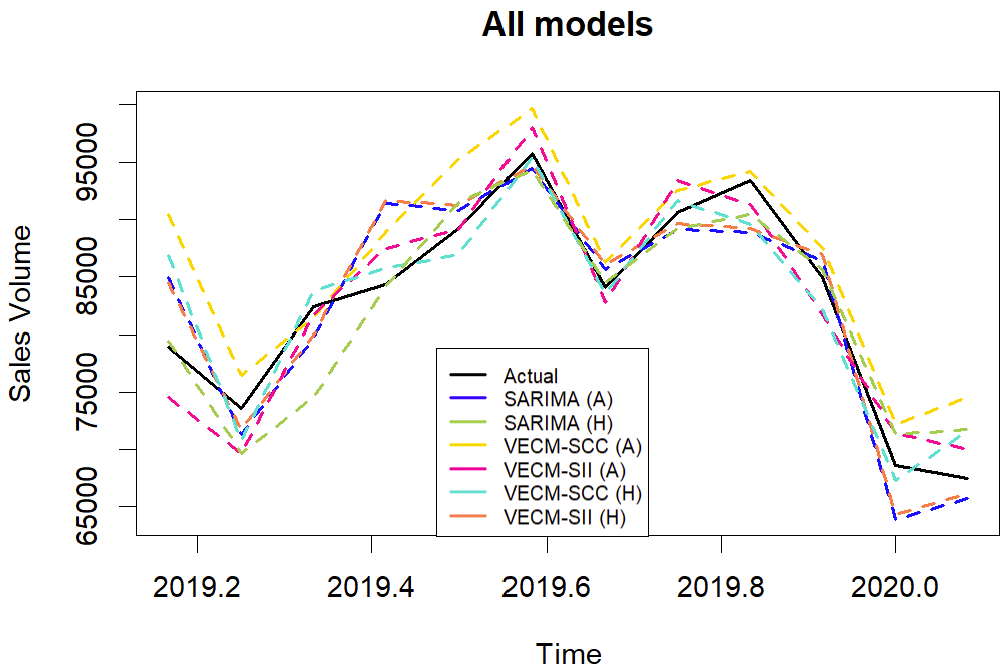 All models
Sales Volume
95000
85000
75000
65000
Actual
SARIMA (A)
SARIMA (H)
VECM-SCC (A)
VECM-SII (A)
VECM-SCC (H)
VECM-SII (H)
2019.2 2019.4 2019.6 2019.8 2020.0
Time